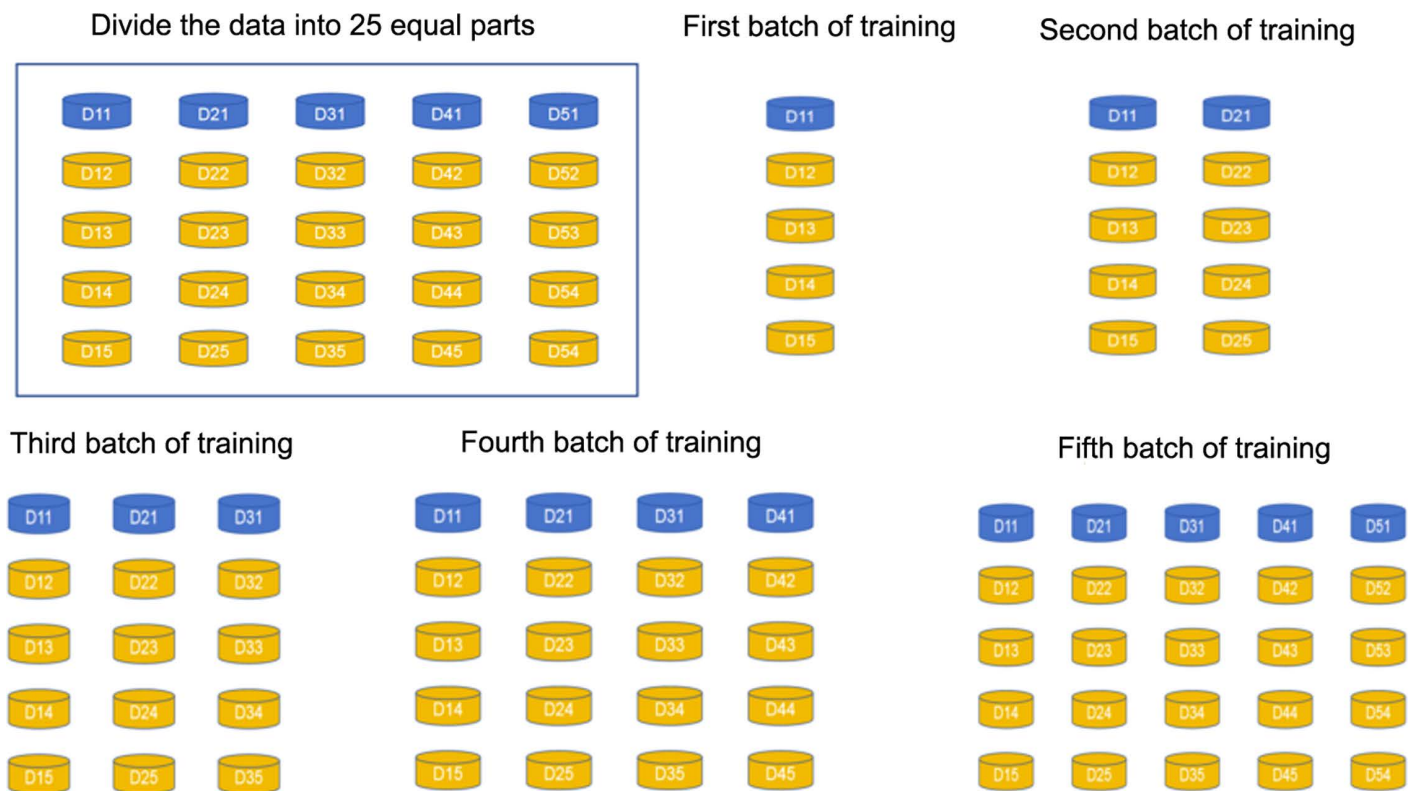 Divide the data into 25 equal parts
D11 D21 D31 D41 D51
D12 D22 D32 D42 D52
D13 D23 D33 D43 D53
D14 D24 D34 D44 D54
D15 D25 D35 D45 D54
First batch of training
D11
D12
D13
D14
D15
Second batch of training
D11 D21
D12 D22
D13 D23
D14 D24
D15 D25
Third batch of training
D11 D21 D31
D12 D22 D32
D13 D23 D33
D14 D24 D34
D15 D25 D35
Fourth batch of training
D11 D21 D31 D41
D12 D22 D32 D42
D13 D23 D33 D43
D14 D24 D34 D44
D15 D25 D35 D45
Fifth batch of training
D11 D21 D31 D41 D51
D12 D22 D32 D42 D52
D13 D23 D33 D43 D53
D14 D24 D34 D44 D54
D15 D25 D35 D45 D54